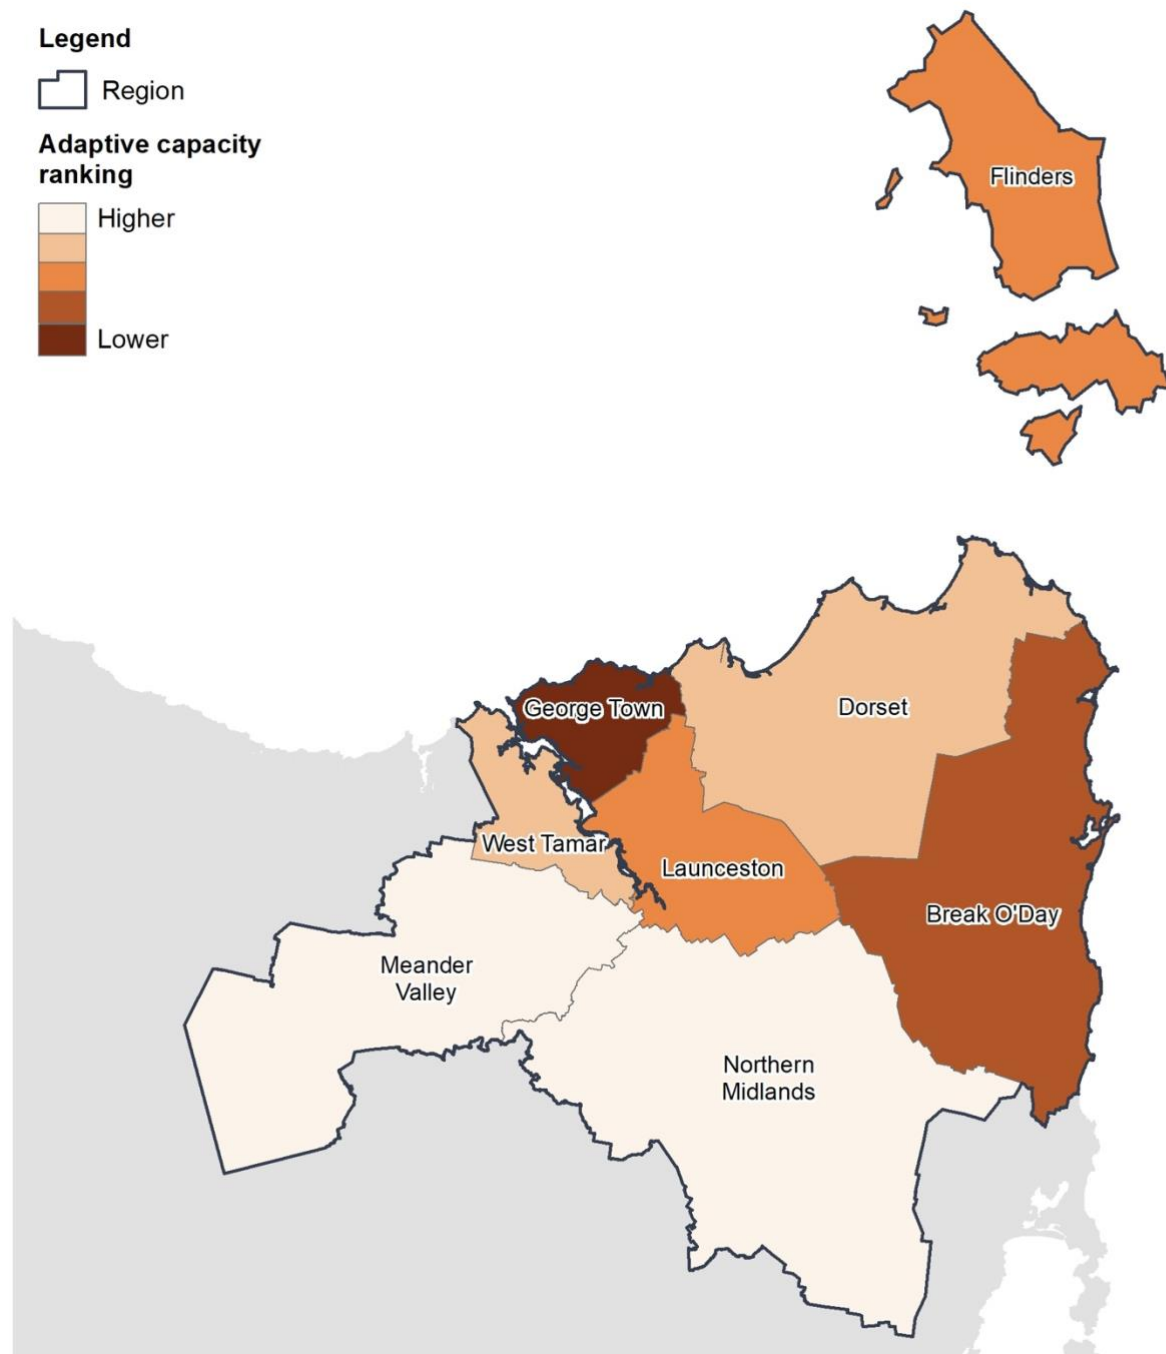 Legend
Region
Adaptive capacity
ranking
Higher
Lower
Flinders
George Town
Dorset
West Tamar
Launceston
Break O'Day
Meander
Valley
Northern
Midlands